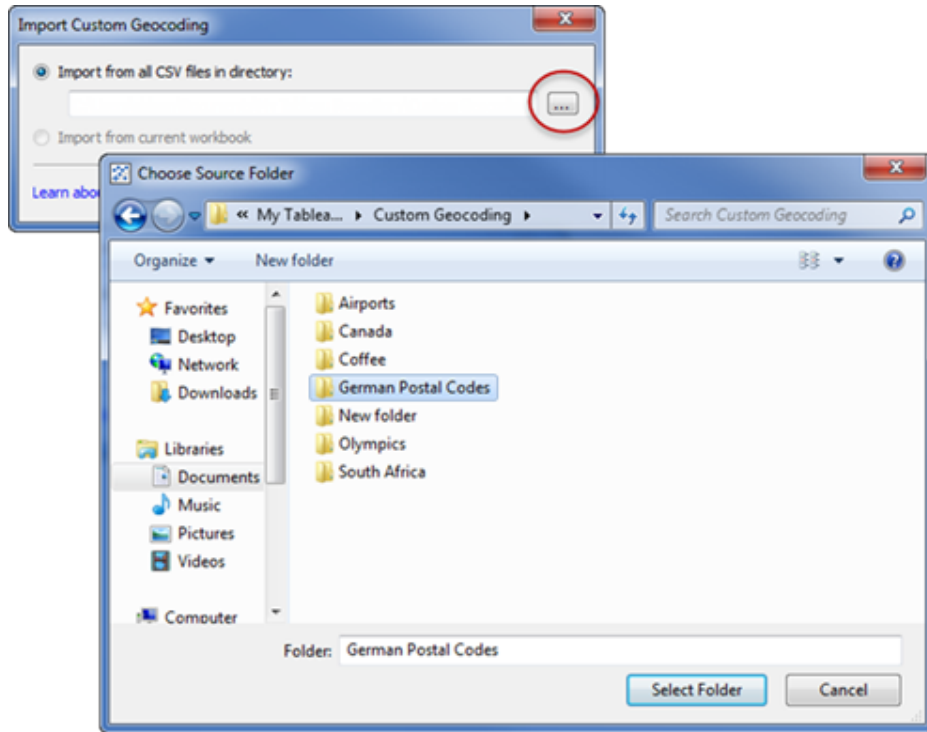 Import Custom Geocoding
Import from all CSV files in directory:
...
Import from current workbook
Learn abo
Choose Source Folder
« My Tablea... Custom Geocoding
Search Custom Geocoding
Organize New folder
Favorites
Desktop
Network
Downloads
Libraries
Documents
Music
Pictures
Videos
Computer
Airports
Canada
Coffee
German Postal Codes
New folder
Olympics
South Africa
Folder: German Postal Codes
Select Folder Cancel